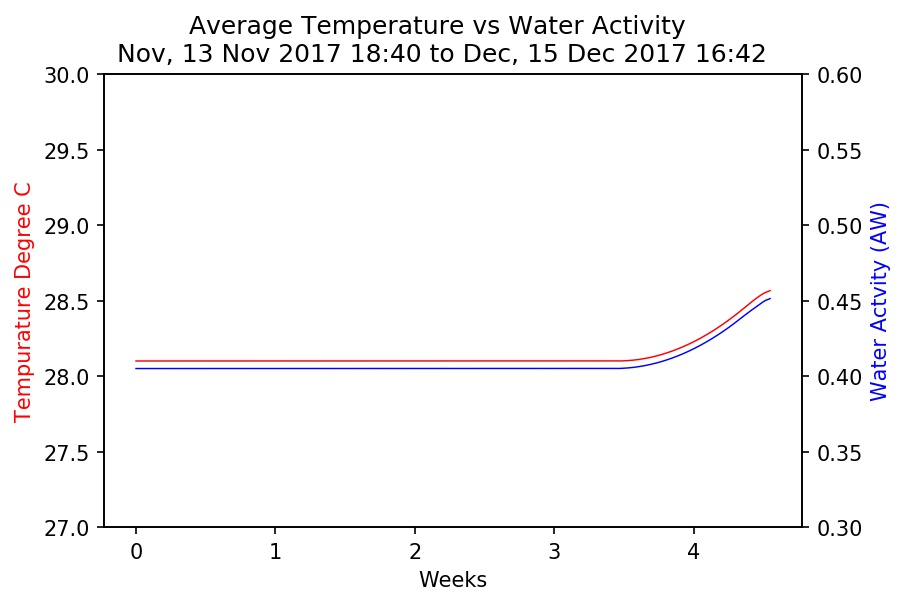 Average Temperature vs Water Activity
Nov, 13 Nov 2017 18:40 to Dec, 15 Dec 2017 16:42
30.0
29.5
29.0
28.5
28.0
27.5
27.0
Tempurature Degree C
0.60
0.55
0.50
0.45
0.40
0.35
0.30
Water Actvity (AW)
0 1 2 3 4
Weeks